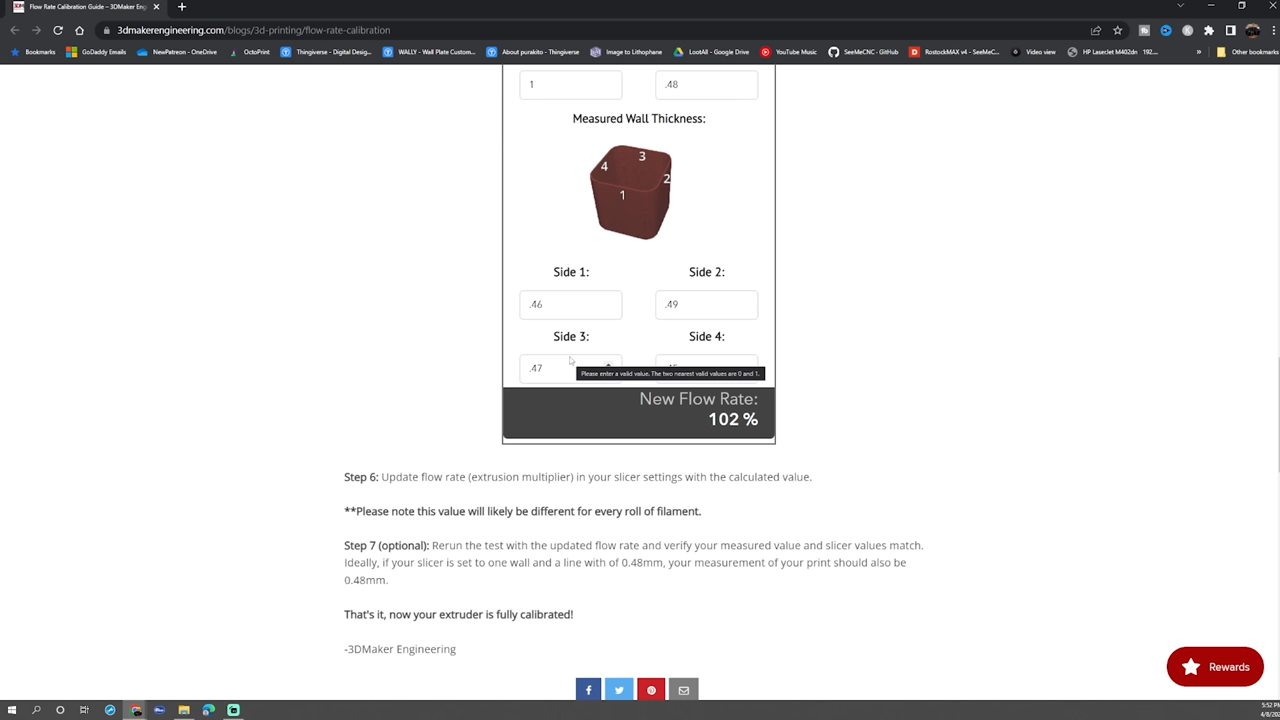 Flow Rate Calibration Guide – 3DMaker Eng
3dmakerengineering.com/blogs/3d-printing/flow-rate-calibration
Bookmarks GoDaddy Emails NewPatreon - OneDrive OctoPrint Thingiverse - Digital Desig... WALLY - Wall Plate Custom... About purakito - Thingiverse Image to Lithophane LootAll - Google Drive YouTube Music SeeMeCNC · GitHub RostockMAX v4 - SeeMeC... Video view HP LaserJet M402dn 192.... » Other bookmarks
1 .48
Measured Wall Thickness:
3
4
2
1
Side 1: Side 2:
.46 .49
Side 3: Side 4:
.47
Please enter a valid value. The two nearest valid values are 0 and 1.
New Flow Rate:
102 %
Step 6: Update flow rate (extrusion multiplier) in your slicer settings with the calculated value.
**Please note this value will likely be different for every roll of filament.
Step 7 (optional): Rerun the test with the updated flow rate and verify your measured value and slicer values match.
Ideally, if your slicer is set to one wall and a line with of 0.48mm, your measurement of your print should also be
0.48mm.
That's it, now your extruder is fully calibrated!
-3DMaker Engineering
Rewards
5:52 PM